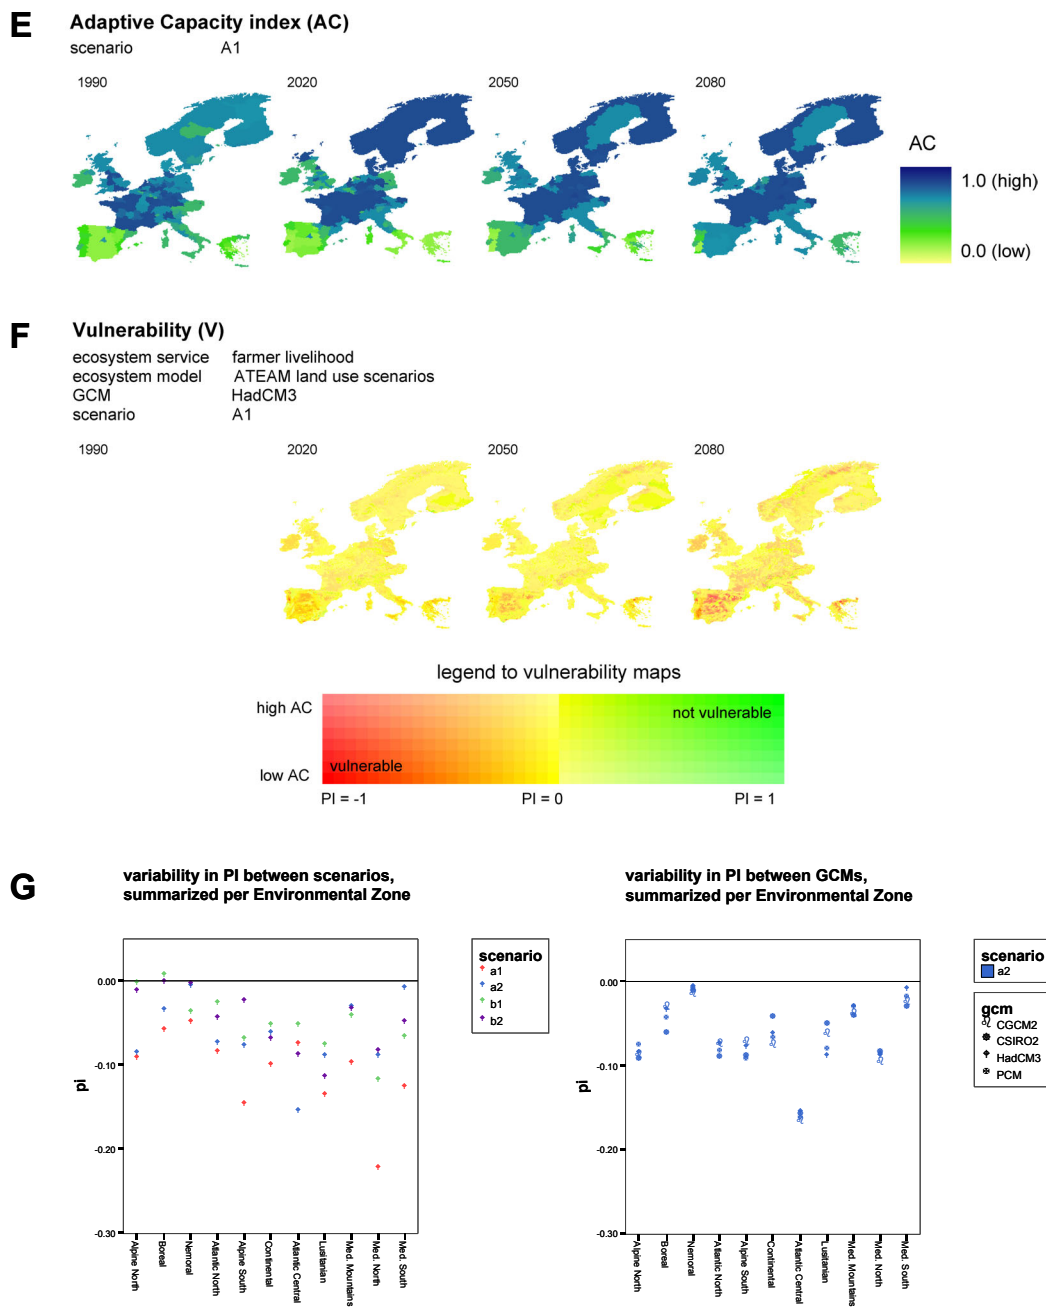 E
Adaptive Capacity index (AC)
scenario A1
1990 2020 2050 2080
AC
1.0 (high)
0.0 (low)
F
Vulnerability (V)
ecosystem service farmer livelihood
ecosystem model ATEAM land use scenarios
GCM HadCM3
scenario A1
1990 2020 2050 2080
legend to vulnerability maps
high AC
not vulnerable
vulnerable
low AC
PI = -1 PI = 0 PI = 1
G
variability in PI between scenarios,
summarized per Environmental Zone
scenario
a1
a2
b1
b2
0.00
-0.10
-0.20
-0.30
pi
Alpine North
Boreal
Nemoral
Atlantic North
Alpine South
Continental
Atlantic Central
Lusitanian
Med. Mountains
Med. North
Med. South
variability in PI between GCMs,
summarized per Environmental Zone
scenario
a2
gcm
CGCM2
CSIRO2
HadCM3
PCM
0.00
-0.10
-0.20
-0.30
pi
Alpine North
Boreal
Nemoral
Atlantic North
Alpine South
Continental
Atlantic Central
Lusitanian
Med. Mountains
Med. North
Med. South